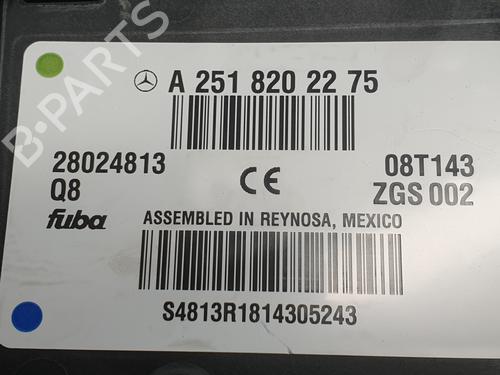 B-PARTS
A 251 820 22 75
28024813
08T143
Q8
CE
ZGS 002
fuba
ASSEMBLED IN REYNOSA, MEXICO
S4813R1814305243